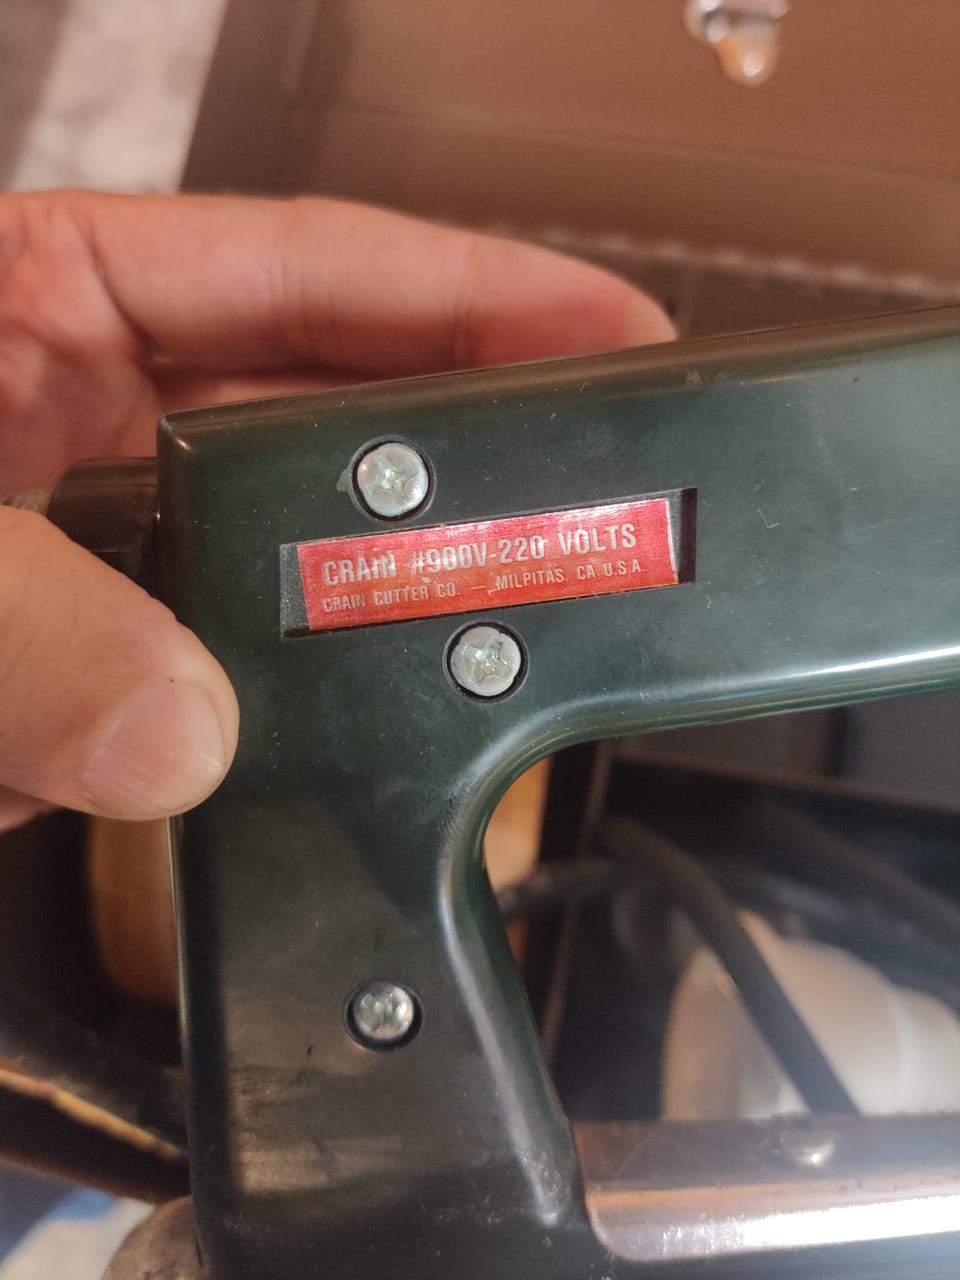 CRAIN #900V-220 VOLTS
CRAIN CUTTER CO. — MILPITAS, CA U.S.A.